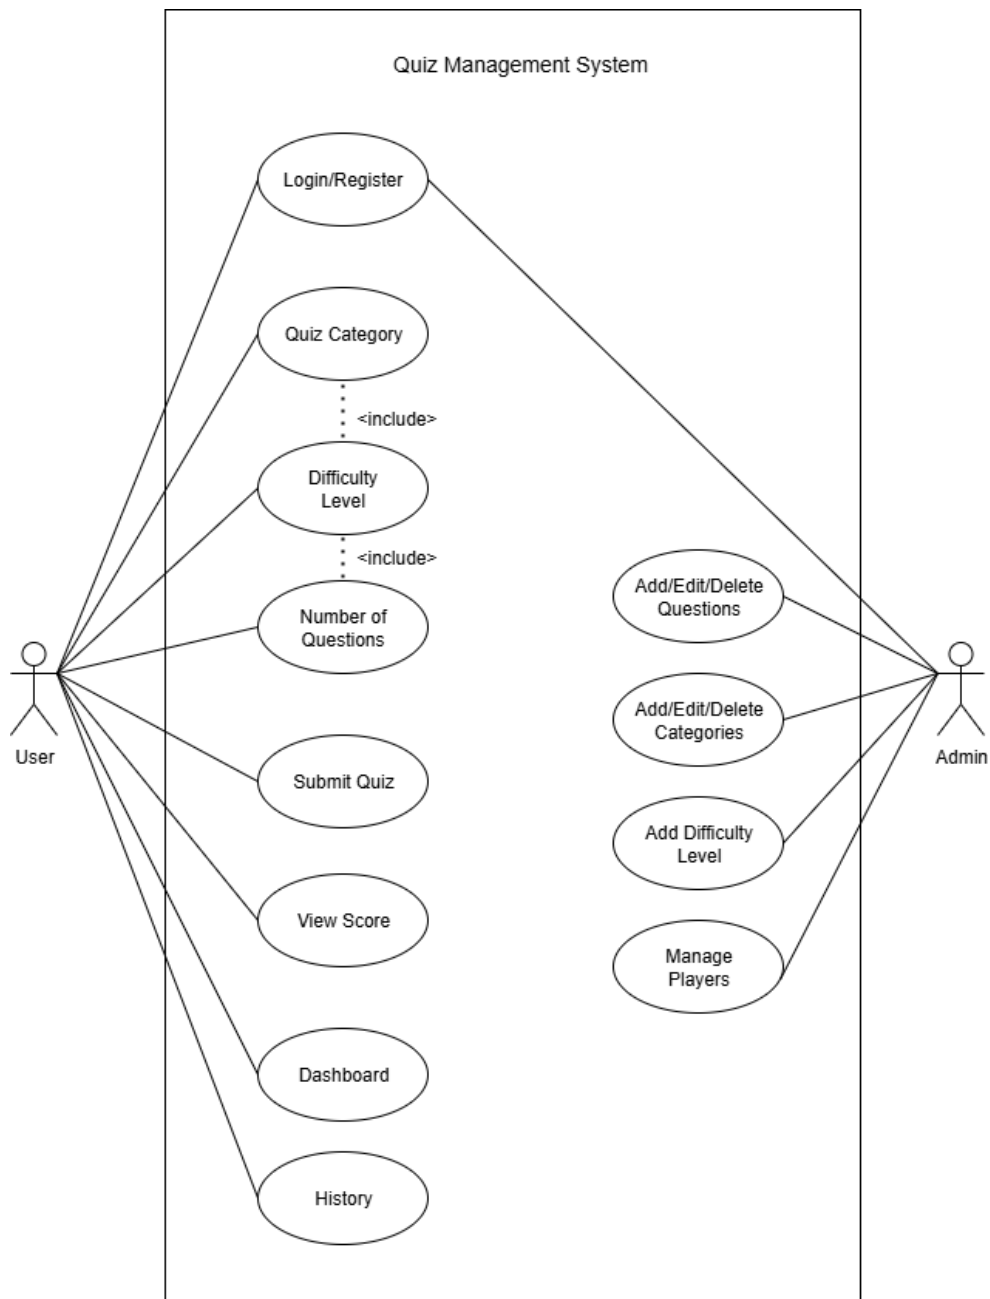 Quiz Management System
Login/Register
Quiz Category
<include>
Difficulty
Level
<include>
Number of
Questions
Submit Quiz
View Score
Dashboard
History
User
Add/Edit/Delete
Questions
Add/Edit/Delete
Categories
Add Difficulty
Level
Manage
Players
Admin